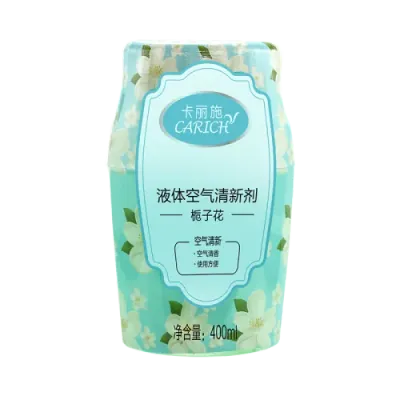 卡丽施
CARICH
液体空气清新剂
栀子花
空气清新
·空气清香
·使用方便
净含量：400ml